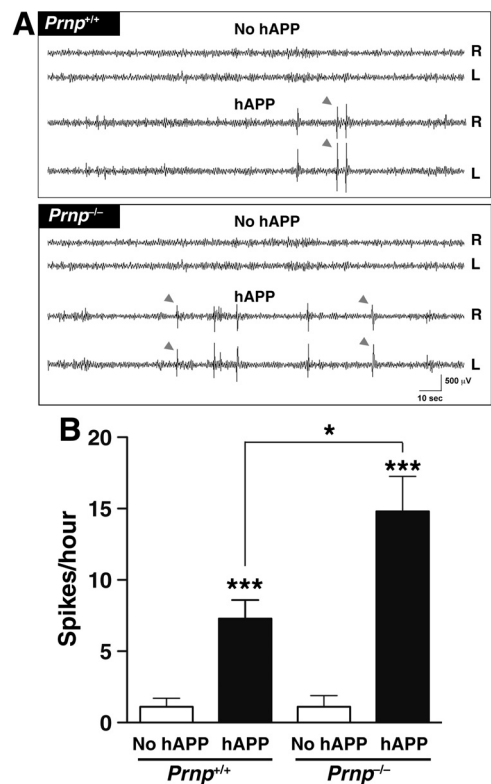 A
Prnp+/+
No hAPP
R
L
hAPP
R
L
Prnp–/–
No hAPP
R
L
hAPP
R
L
500 µV
10 sec
B
20
15
10
5
0
Spikes/hour
*
***
***
No hAPP hAPP No hAPP hAPP
Prnp+/+ Prnp–/–